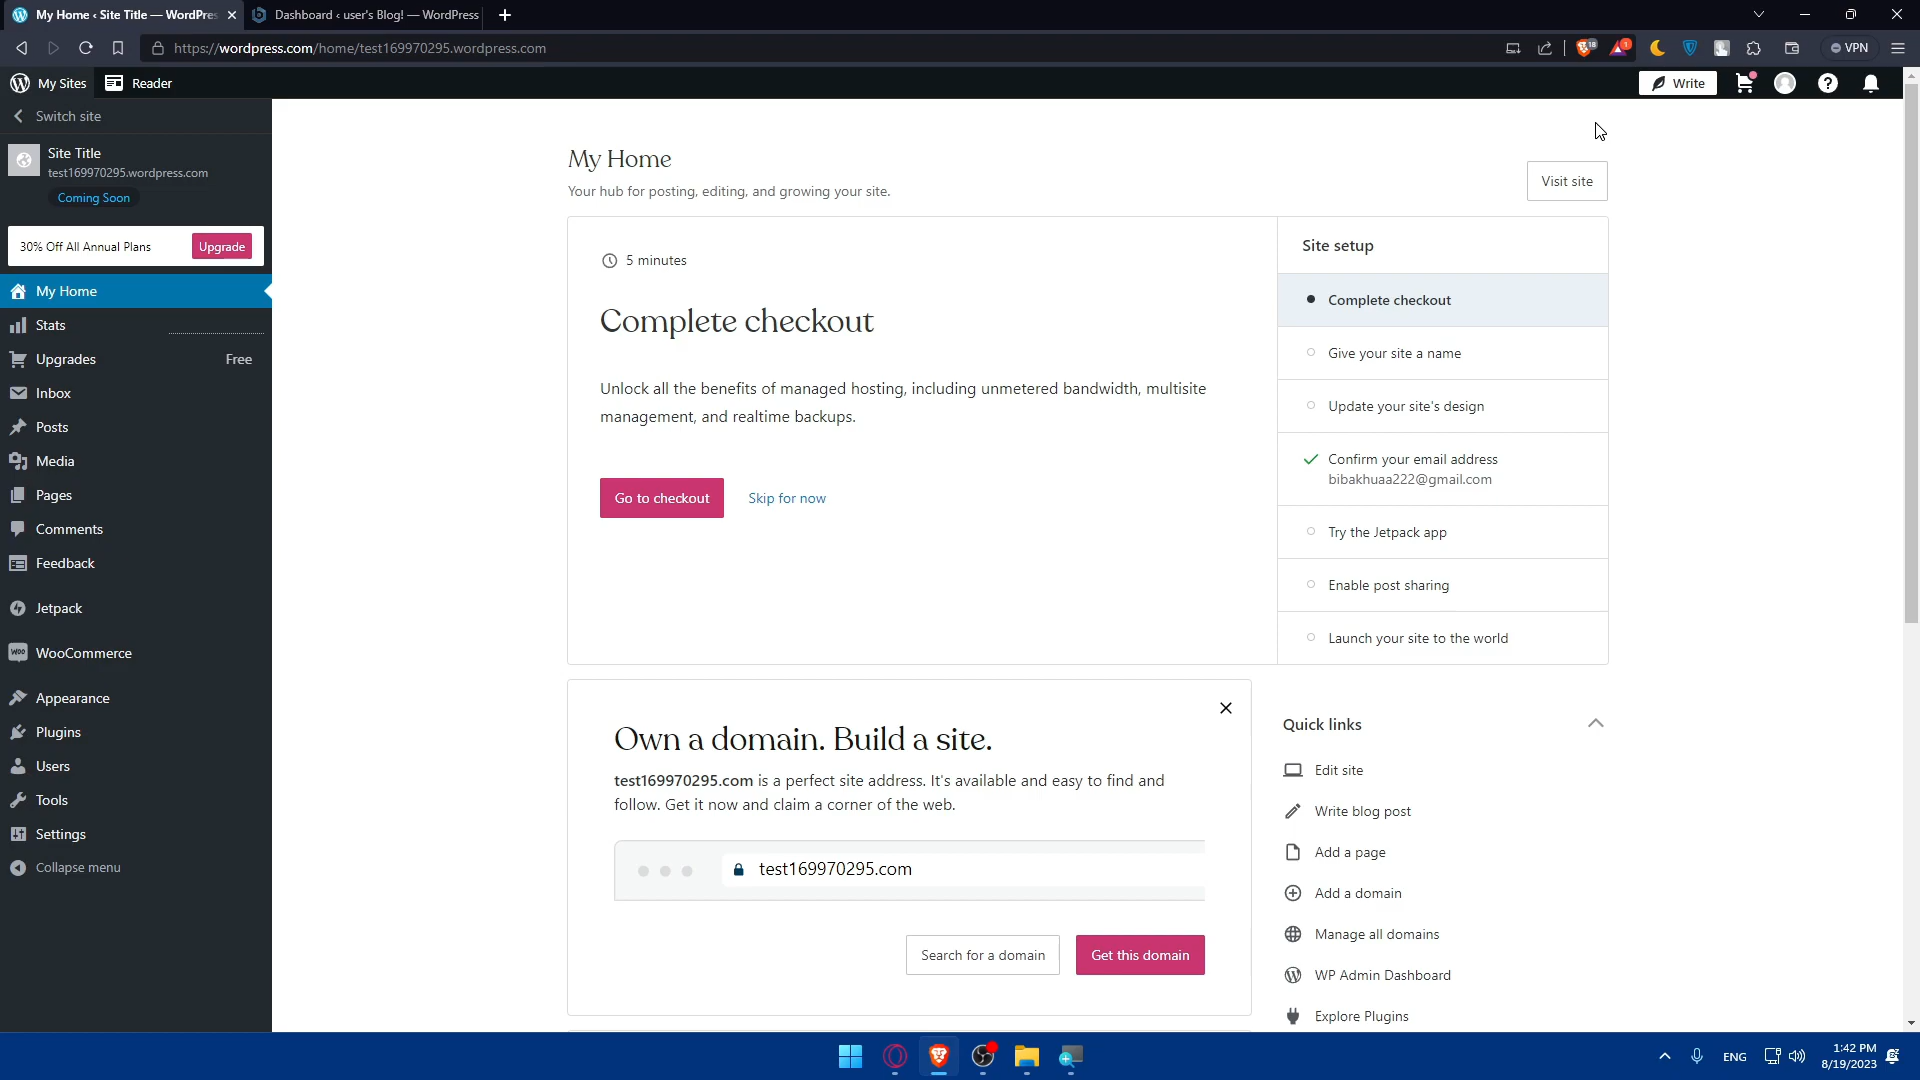 My Home ‹ Site Title — WordPres
Dashboard ‹ user's Blog! — WordPress
https://wordpress.com/home/test169970295.wordpress.com
18
1
VPN
My Sites
Reader
Write
Switch site
Site Title
test169970295.wordpress.com
Coming Soon
30% Off All Annual Plans
Upgrade
My Home
Stats
Upgrades
Free
Inbox
Posts
Media
Pages
Comments
Feedback
Jetpack
WooCommerce
Appearance
Plugins
Users
Tools
Settings
Collapse menu
My Home
Your hub for posting, editing, and growing your site.
Visit site
5 minutes
Complete checkout
Unlock all the benefits of managed hosting, including unmetered bandwidth, multisite
management, and realtime backups.
Go to checkout
Skip for now
Site setup
Complete checkout
Give your site a name
Update your site's design
Confirm your email address
bibakhuaa222@gmail.com
Try the Jetpack app
Enable post sharing
Launch your site to the world
Own a domain. Build a site.
test169970295.com is a perfect site address. It's available and easy to find and
follow. Get it now and claim a corner of the web.
test169970295.com
Search for a domain
Get this domain
Quick links
Edit site
Write blog post
Add a page
Add a domain
Manage all domains
WP Admin Dashboard
Explore Plugins
ENG
1:42 PM
8/19/2023